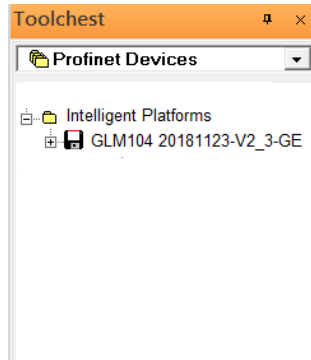 Toolchest
Profinet Devices
Intelligent Platforms
GLM104 20181123-V2_3-GE